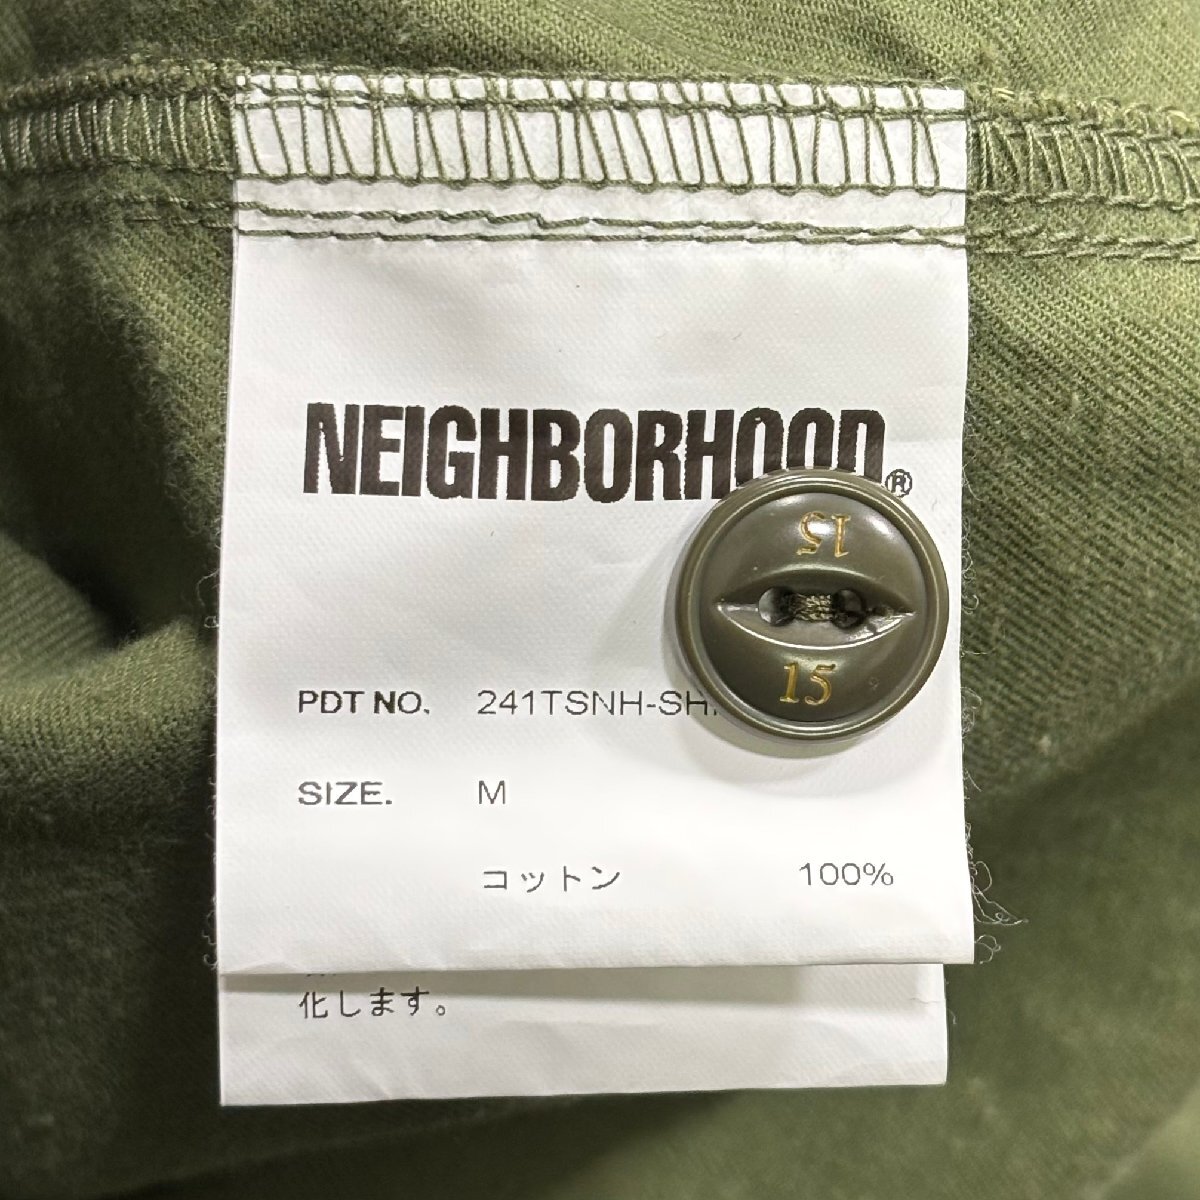 NEIGHBORHOOD®
15
15
PDT NO. 241TSNH-SH
SIZE. M
コットン 100%
化します。